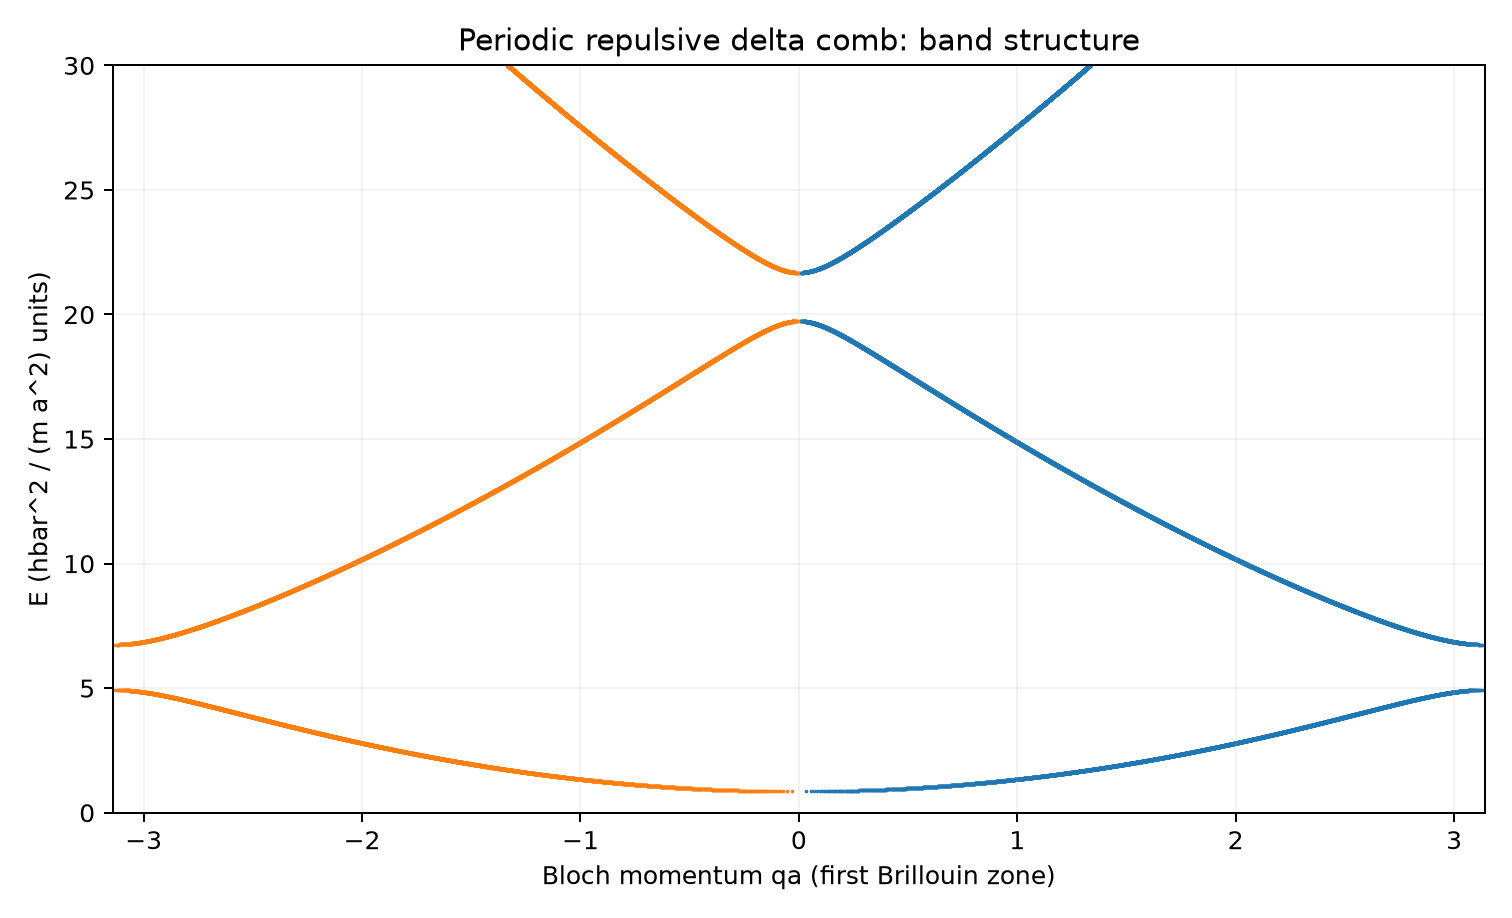 Periodic repulsive delta comb: band structure
E (hbar^2 / (m a^2) units)
30
25
20
15
10
5
0
−3 −2 −1 0 1 2 3
Bloch momentum qa (first Brillouin zone)